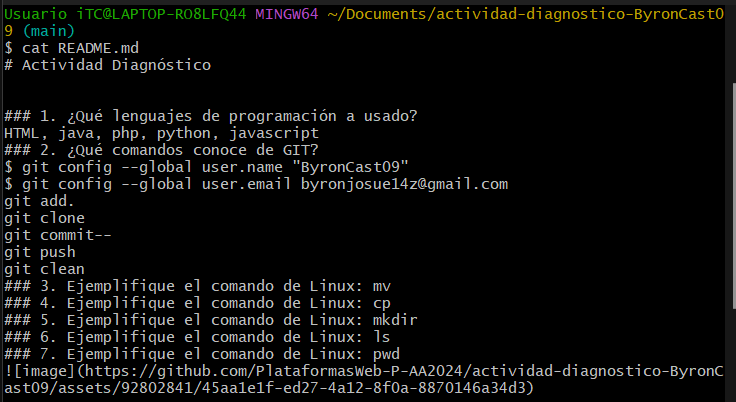 Usuario iTC@LAPTOP-RO8LFQ44 MINGW64 ~/Documents/actividad-diagnostico-ByronCast0
9 (main)
$ cat README.md
# Actividad Diagnóstico
### 1. ¿Qué lenguajes de programación a usado?
HTML, java, php, python, javascript
### 2. ¿Qué comandos conoce de GIT?
$ git config --global user.name "ByronCast09"
$ git config --global user.email byronjosue14z@gmail.com
git add.
git clone
git commit--
git push
git clean
### 3. Ejemplifique el comando de Linux: mv
### 4. Ejemplifique el comando de Linux: cp
### 5. Ejemplifique el comando de Linux: mkdir
### 6. Ejemplifique el comando de Linux: ls
### 7. Ejemplifique el comando de Linux: pwd
![image](https://github.com/PlataformasWeb-P-AA2024/actividad-diagnostico-ByronC
ast09/assets/92802841/45aa1e1f-ed27-4a12-8f0a-8870146a34d3)